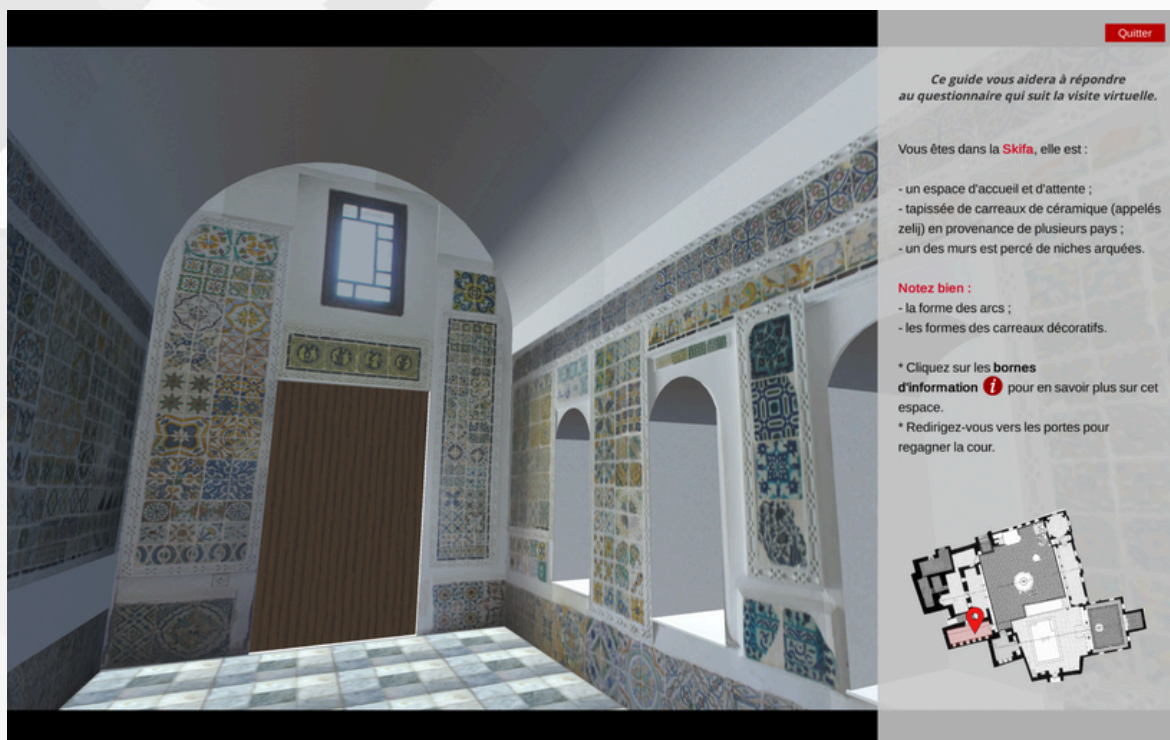 Quitter
Ce guide vous aidera à répondre
au questionnaire qui suit la visite virtuelle.
Vous êtes dans la Skifa, elle est :
- un espace d'accueil et d'attente ;
- tapissée de carreaux de céramique (appelés
zelij) en provenance de plusieurs pays ;
- un des murs est percé de niches arquées.
Notez bien :
- la forme des arcs ;
- les formes des carreaux décoratifs.
* Cliquez sur les bornes
d'information i pour en savoir plus sur cet
espace.
* Redirigez-vous vers les portes pour
regagner la cour.